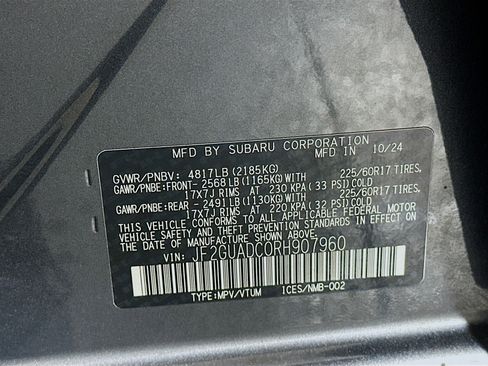 MFD BY SUBARU CORPORATION IN 10/24
GVWR/PNBV: 4817LB (2185KG)
GAWR/PNBE:FRONT- 2568LB (1165KG)WITH 225/60R17 TIRES,
17X7J RIMS AT 230 KPA (33 PSI) COLD
GAWR/PNBE:REAR - 2491LB (1130KG)WITH 225/60R17 TIRES,
17X7J RIMS AT 220 KPA (32 PSI) COLD
THIS VEHICLE CONFORMS TO ALL APPLICABLE FEDERAL MOTOR
VEHICLE SAFETY AND THEFT PREVENTION STANDARDS IN EFFECT ON
THE DATE OF MANUFACTURE SHOWN ABOVE.
VIN: JF2GUADC0RH907960
TYPE:MPV/VTUM ICES/NMB-002